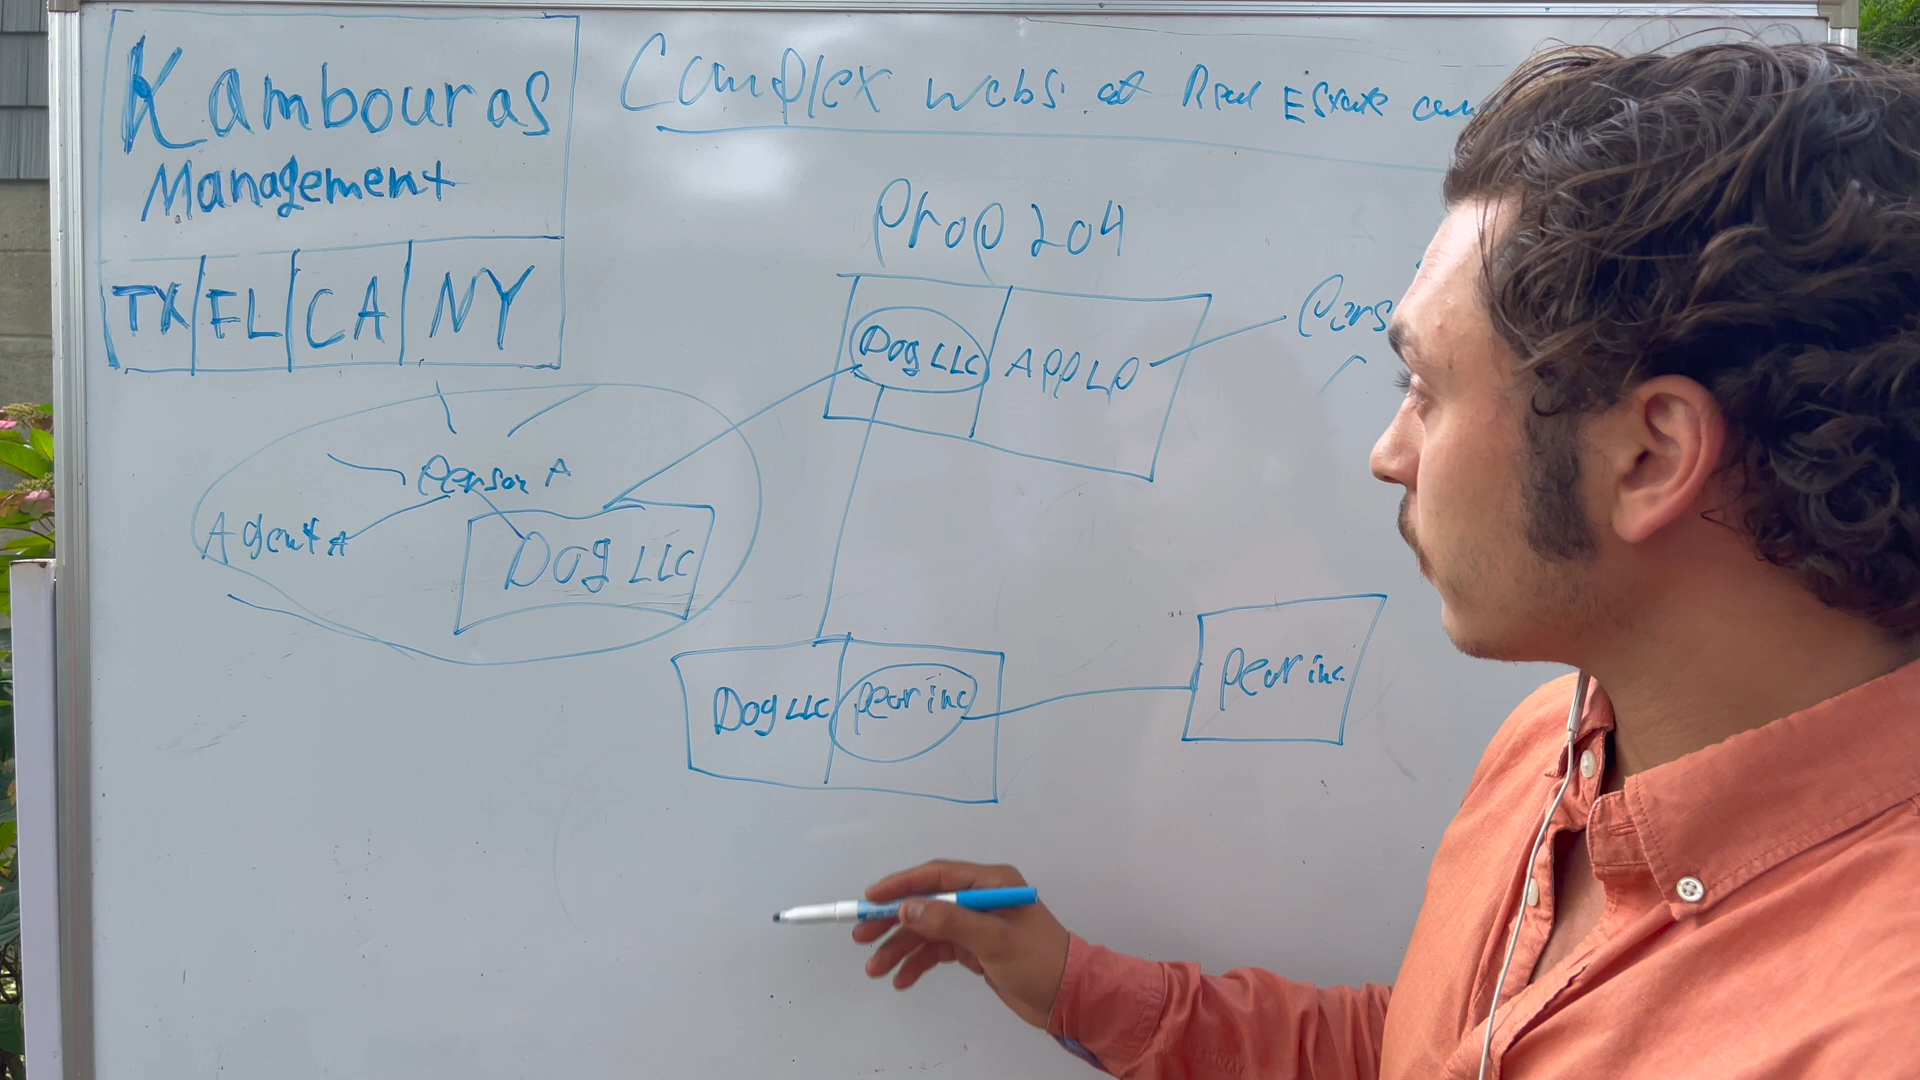 Kambouras
Management
TX FL CA NY
Complex webs of Real Estate
Prop 204
Dog LLC APP LP
Person A
Agent A
Dog LLC
Dog LLC pear inc
pear inc.